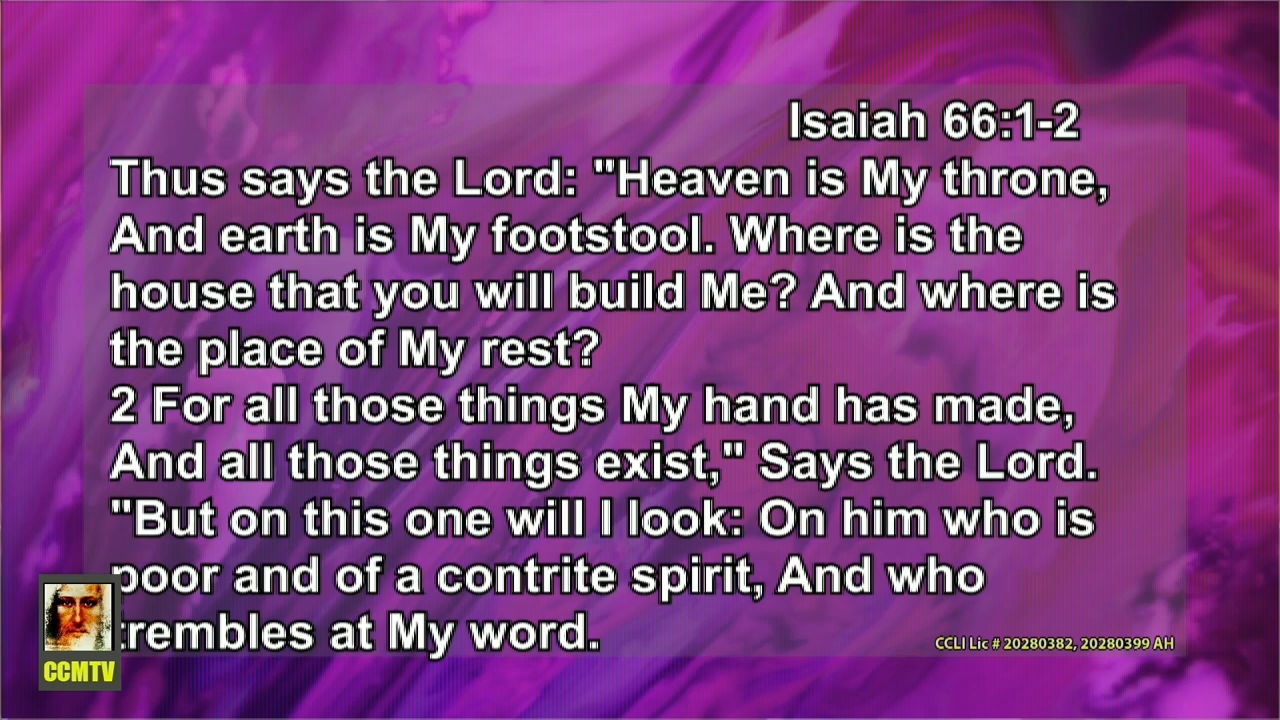 Isaiah 66:1-2
Thus says the Lord: "Heaven is My throne,
And earth is My footstool. Where is the
house that you will build Me? And where is
the place of My rest?
2 For all those things My hand has made,
And all those things exist," Says the Lord.
"But on this one will I look: On him who is
poor and of a contrite spirit, And who
trembles at My word.
CCLI Lic # 20280382, 20280399 AH
CCMTV